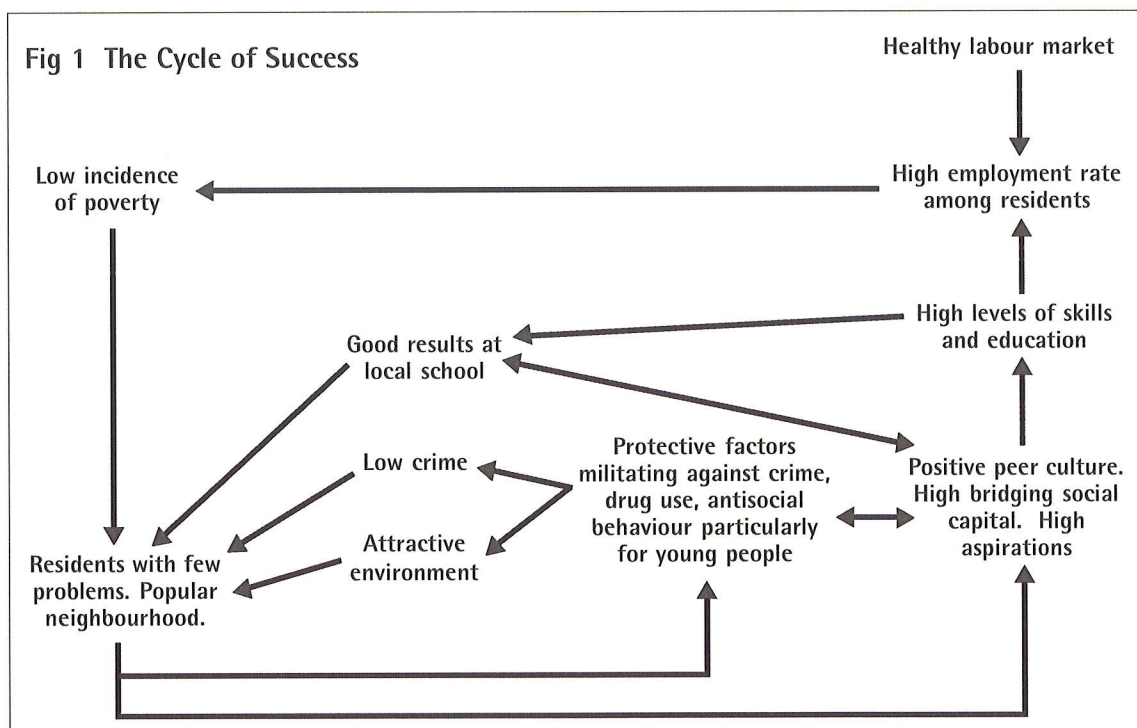 Fig 1 The Cycle of Success
Healthy labour market
Low incidence
of poverty
High employment rate
among residents
High levels of skills
and education
Good results at
local school
Low crime
Protective factors
militating against crime,
drug use, antisocial
behaviour particularly
for young people
Positive peer culture.
High bridging social
capital. High
aspirations
Attractive
environment
Residents with few
problems. Popular
neighbourhood.